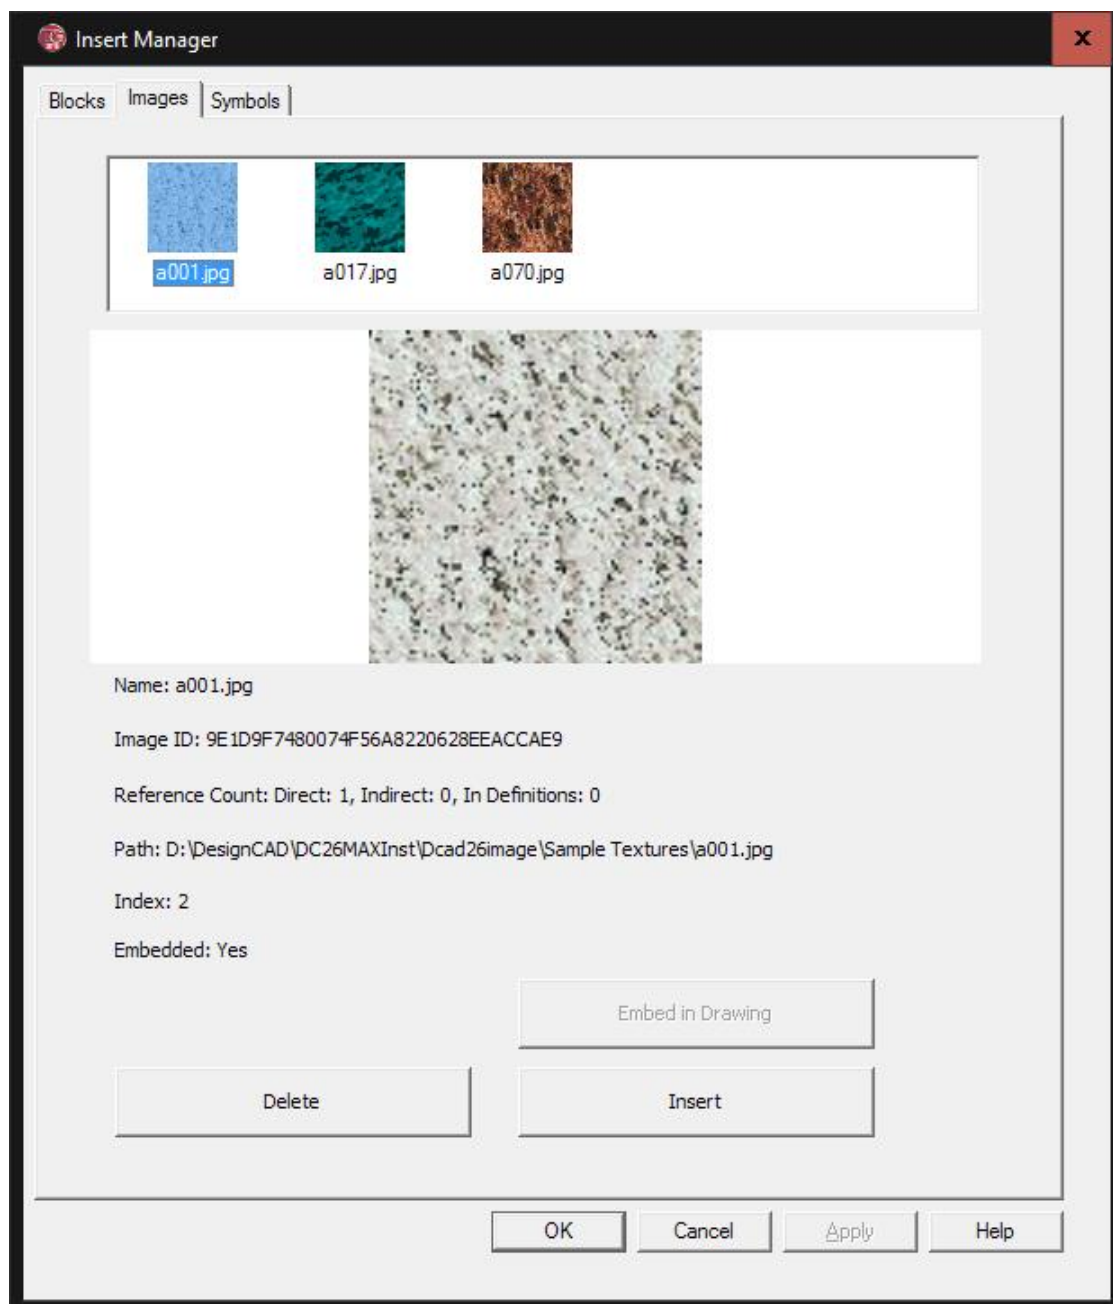 Insert Manager
Blocks Images Symbols
a001.jpg a017.jpg a070.jpg
Name: a001.jpg
Image ID: 9E1D9F7480074F56A8220628EEACCAE9
Reference Count: Direct: 1, Indirect: 0, In Definitions: 0
Path: D:\DesignCAD\DC26MAXInst\Dcad26image\Sample Textures\a001.jpg
Index: 2
Embedded: Yes
Embed in Drawing
Delete Insert
OK Cancel Apply Help